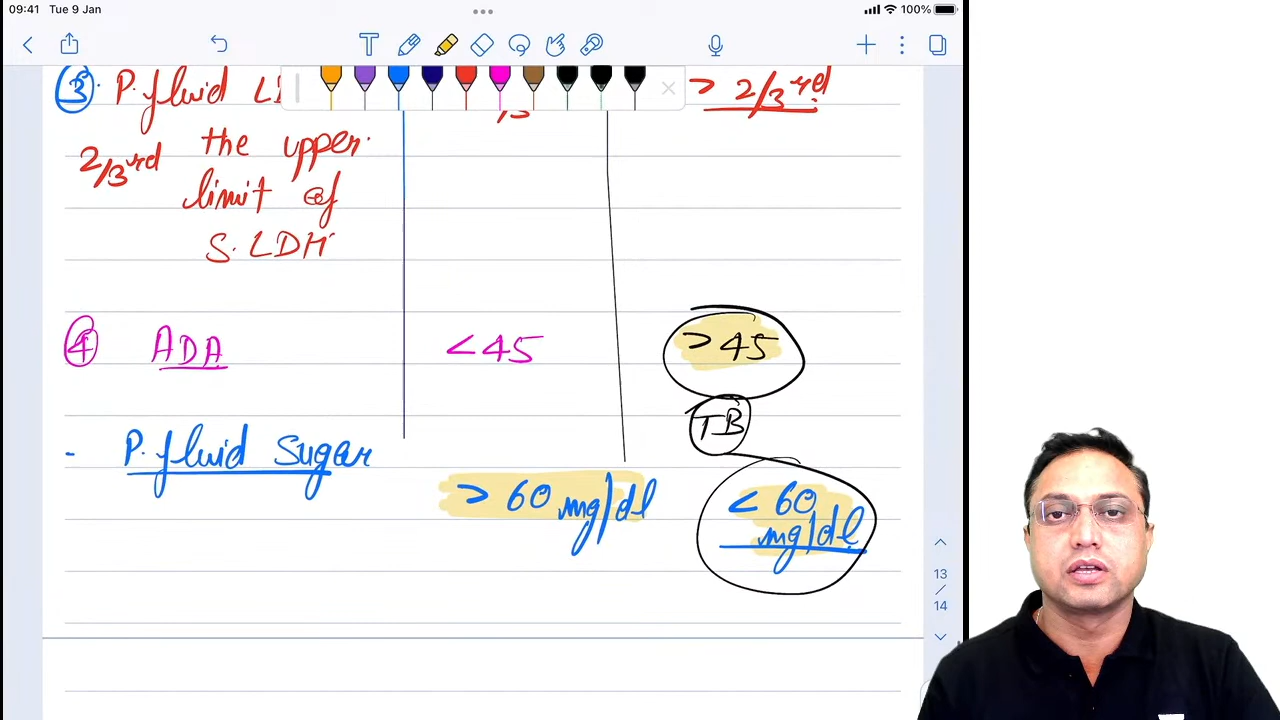 09:41 Tue 9 Jan
100%
3. P. fluid L > 2/3rd
2/3rd the upper
limit of
S. LDH
4 ADA <45 >45
TB
- P. fluid Sugar
> 60 mg/dl < 60
mg/dl
13
/
14